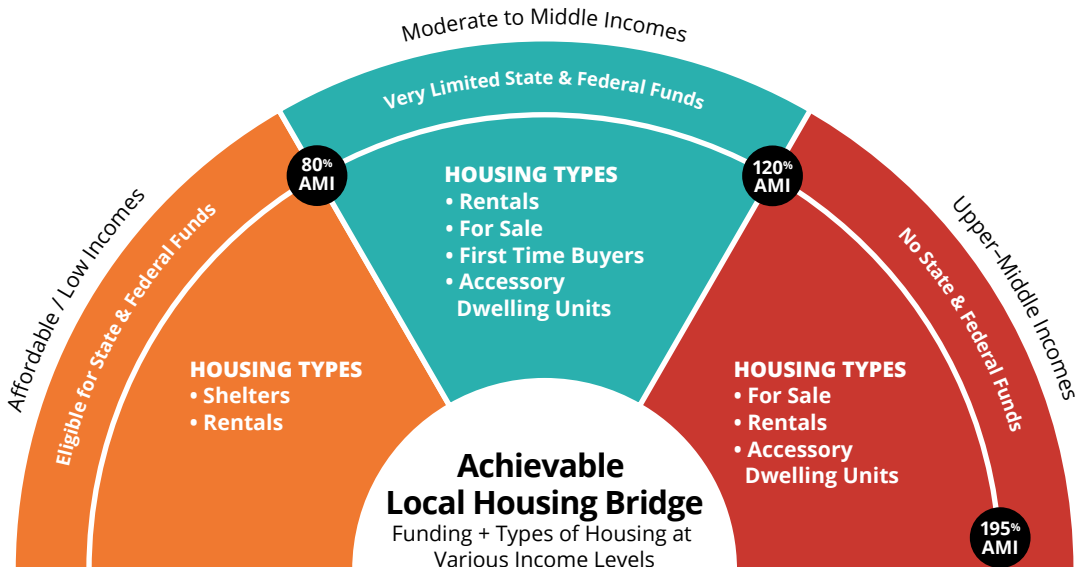 Moderate to Middle Incomes
Very Limited State & Federal Funds
80%
AMI
120%
AMI
HOUSING TYPES
• Rentals
• For Sale
• First Time Buyers
• Accessory
Dwelling Units
Affordable / Low Incomes
Eligible for State & Federal Funds
HOUSING TYPES
• Shelters
• Rentals
Upper–Middle Incomes
No State & Federal Funds
HOUSING TYPES
• For Sale
• Rentals
• Accessory
Dwelling Units
195%
AMI
Achievable
Local Housing Bridge
Funding + Types of Housing at
Various Income Levels